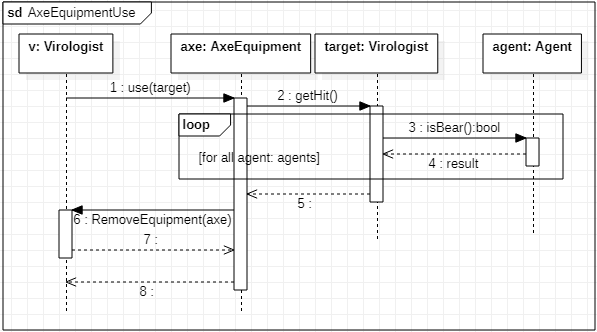 sd AxeEquipmentUse
v: Virologist
axe: AxeEquipment
target: Virologist
agent: Agent
1 : use(target)
2 : getHit()
loop
3 : isBear():bool
[for all agent: agents]
4 : result
5 :
6 : RemoveEquipment(axe)
7 :
8 :